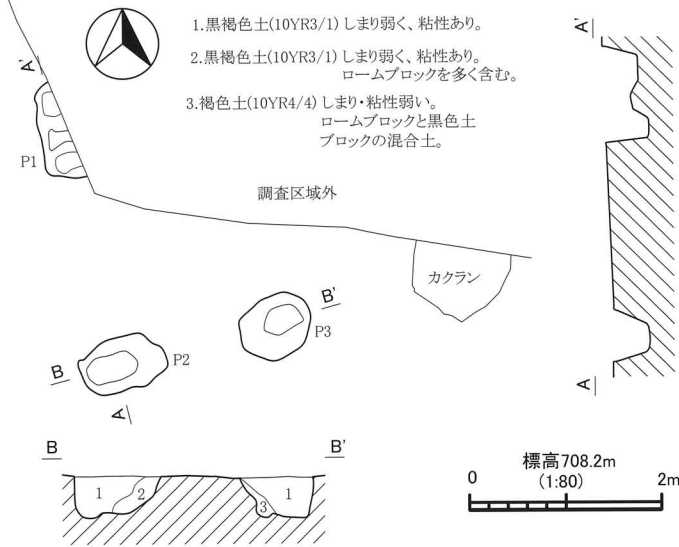 1.黒褐色土(10YR3/1) しまり弱く、粘性あり。
2.黒褐色土(10YR3/1) しまり弱く、粘性あり。
ロームブロックを多く含む。
3.褐色土(10YR4/4) しまり・粘性弱い。
ロームブロックと黒色土
ブロックの混合土。
A'
A'
P1
調査区域外
カクラン
B'
P3
P2
B
A
A
B
B'
1
2
3
1
標高708.2m
(1:80)
0
2m